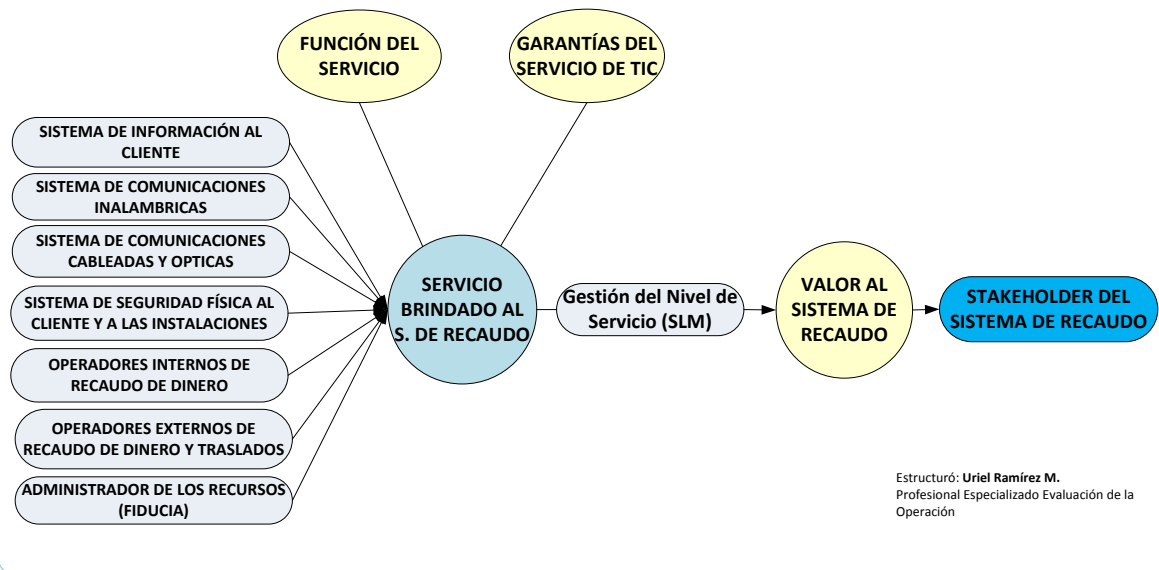 FUNCIÓN DEL
SERVICIO
GARANTÍAS DEL
SERVICIO DE TIC
SISTEMA DE INFORMACIÓN AL
CLIENTE
SISTEMA DE COMUNICACIONES
INALAMBRICAS
SISTEMA DE COMUNICACIONES
CABLEADAS Y OPTICAS
SISTEMA DE SEGURIDAD FÍSICA AL
CLIENTE Y A LAS INSTALACIONES
OPERADORES INTERNOS DE
RECAUDO DE DINERO
OPERADORES EXTERNOS DE
RECAUDO DE DINERO Y TRASLADOS
ADMINISTRADOR DE LOS RECURSOS
(FIDUCIA)
SERVICIO
BRINDADO AL
S. DE RECAUDO
Gestión del Nivel de
Servicio (SLM)
VALOR AL
SISTEMA DE
RECAUDO
STAKEHOLDER DEL
SISTEMA DE RECAUDO
Estructuró: Uriel Ramírez M.
Profesional Especializado Evaluación de la
Operación